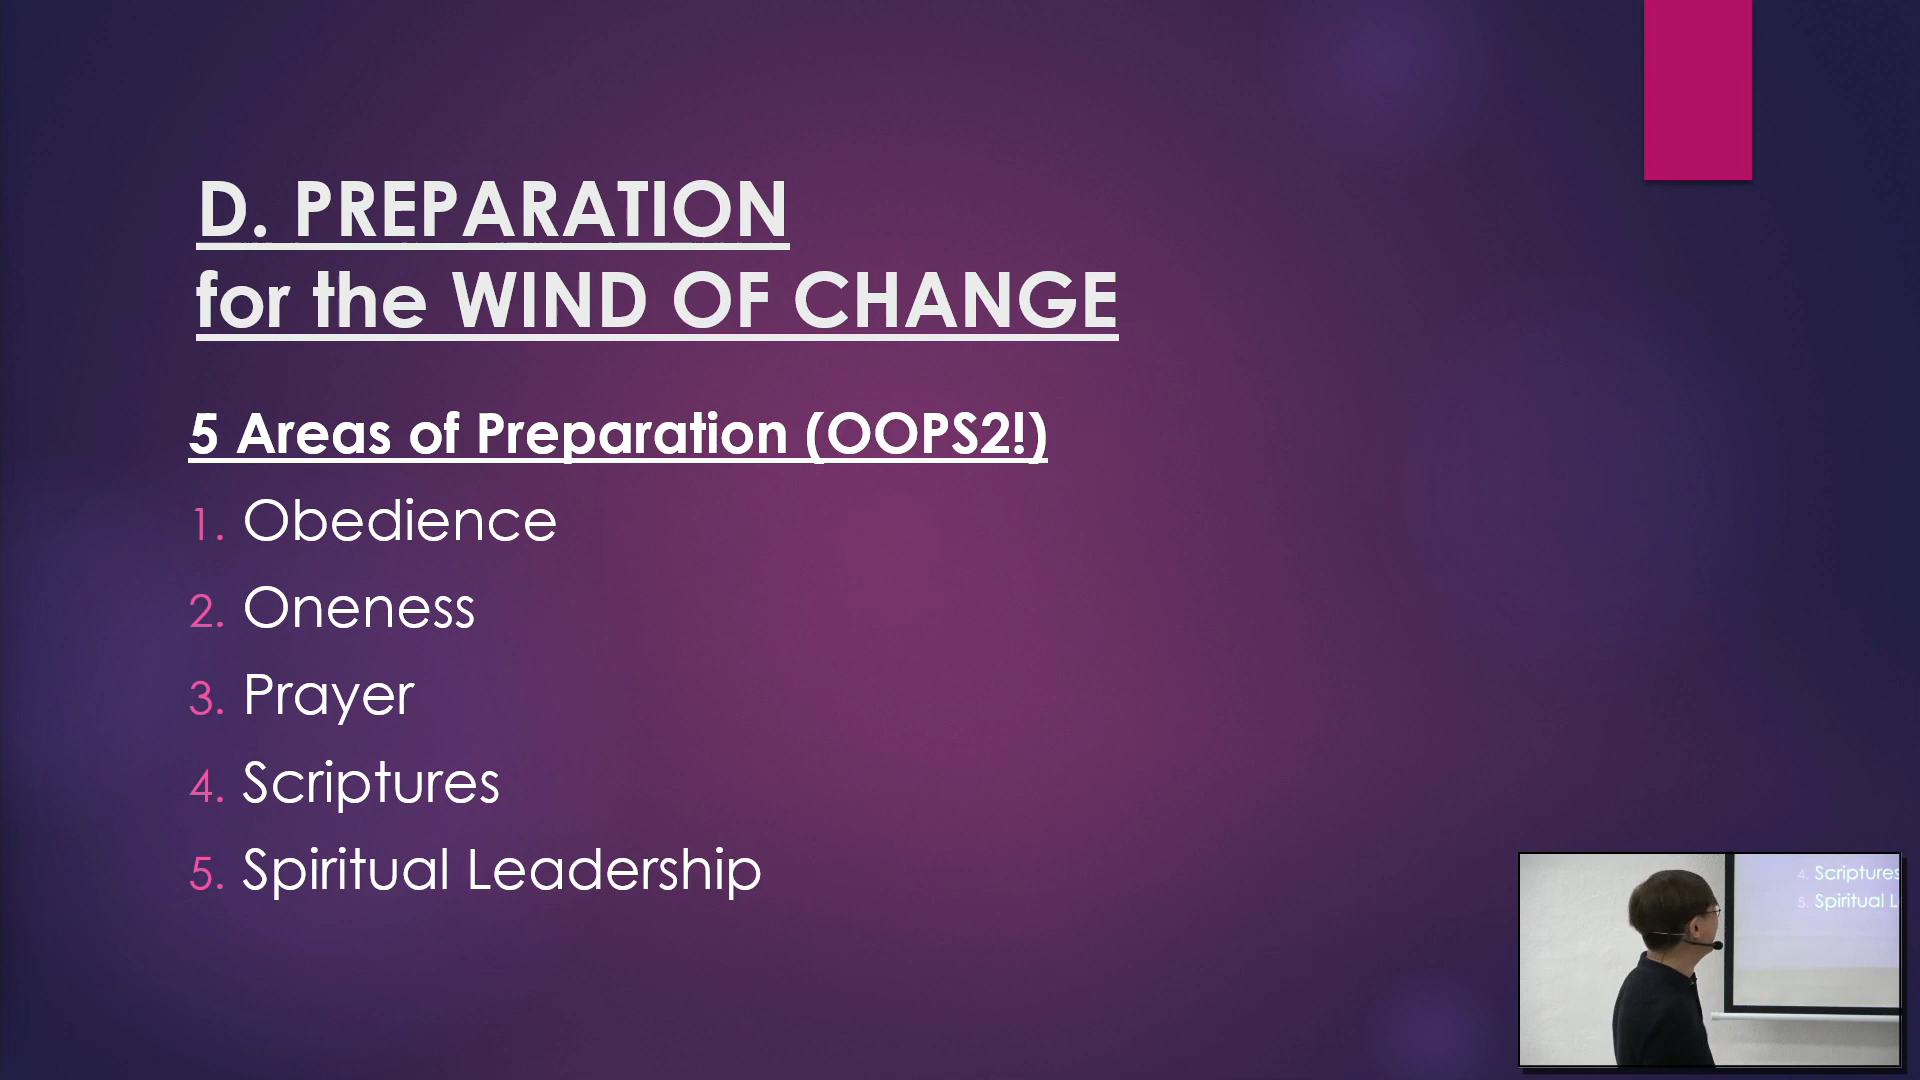 D. PREPARATION
for the WIND OF CHANGE
5 Areas of Preparation (OOPS2!)
1. Obedience
2. Oneness
3. Prayer
4. Scriptures
5. Spiritual Leadership
4. Scriptures
5. Spiritual L